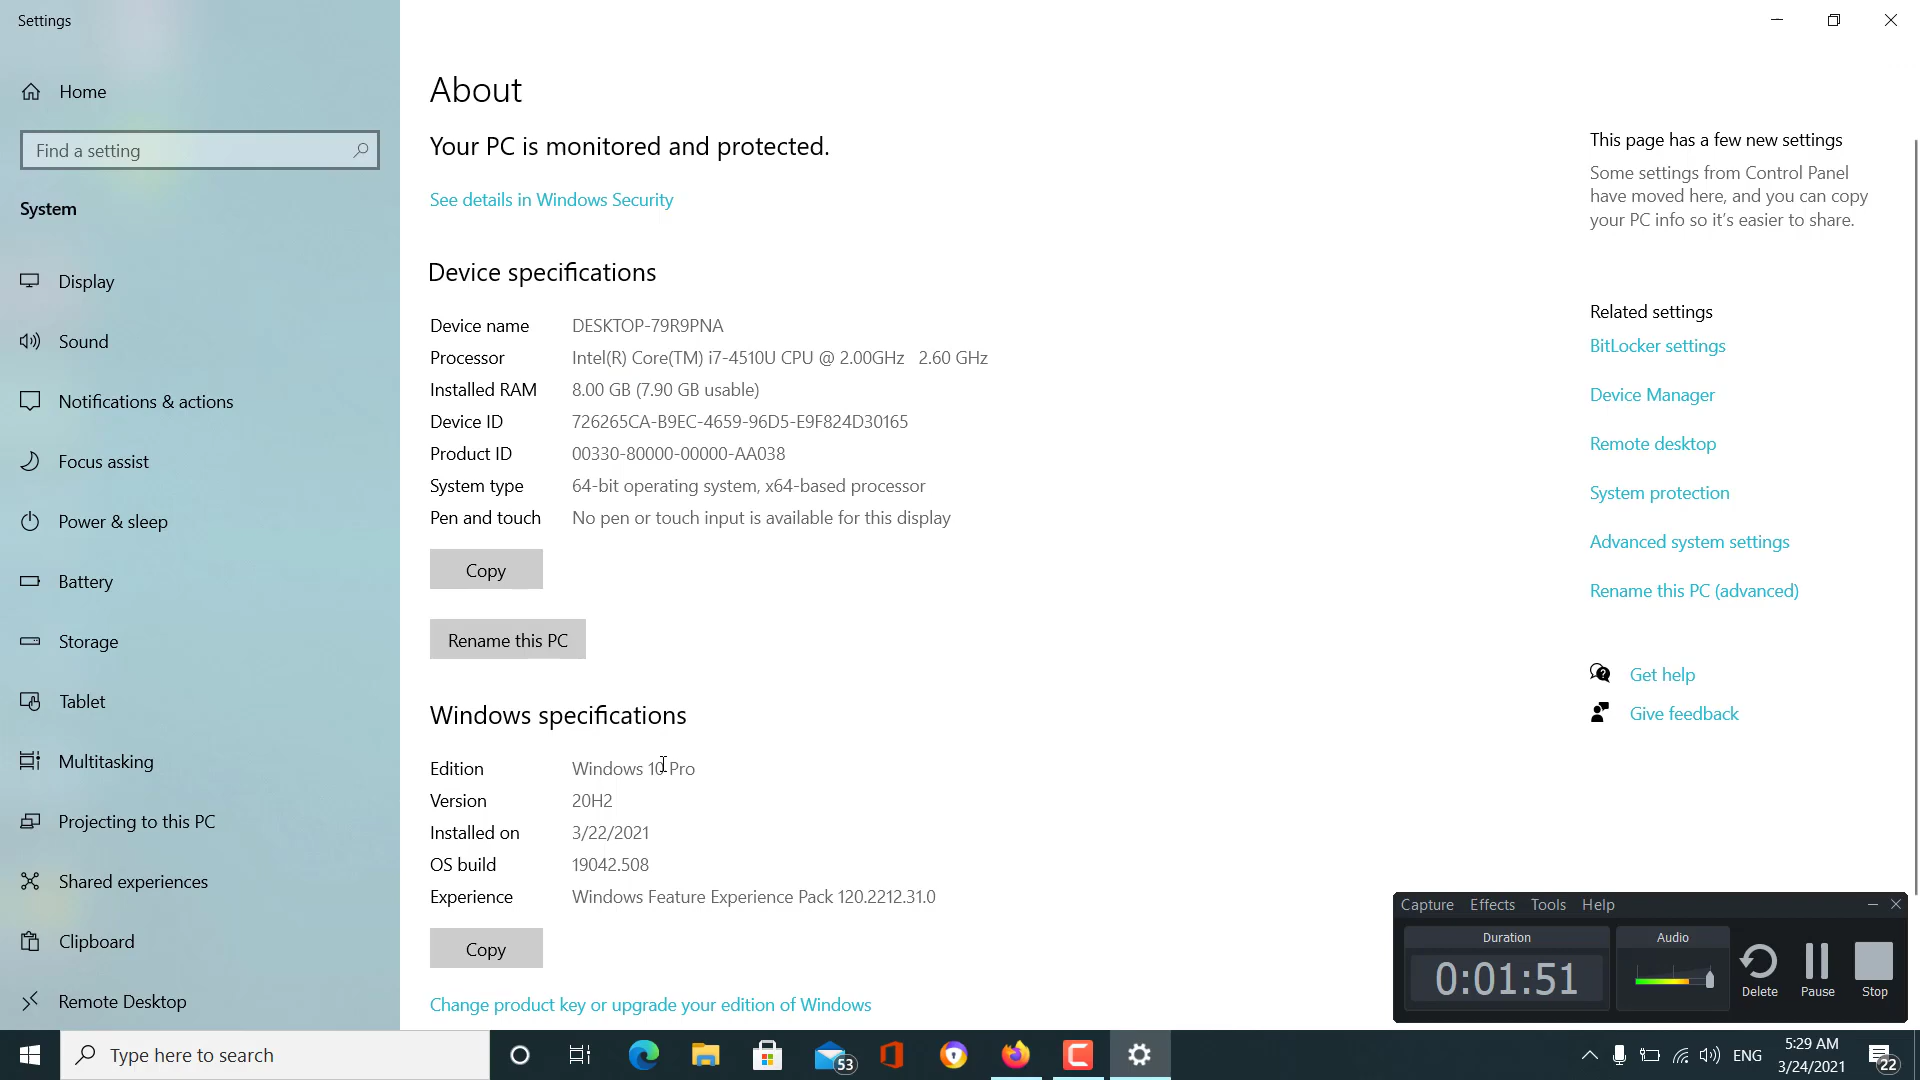 Settings
Home
Find a setting
System
Display
Sound
Notifications & actions
Focus assist
Power & sleep
Battery
Storage
Tablet
Multitasking
Projecting to this PC
Shared experiences
Clipboard
Remote Desktop
About
Your PC is monitored and protected.
See details in Windows Security
Device specifications
Device name DESKTOP-79R9PNA
Processor Intel(R) Core(TM) i7-4510U CPU @ 2.00GHz 2.60 GHz
Installed RAM 8.00 GB (7.90 GB usable)
Device ID 726265CA-B9EC-4659-96D5-E9F824D30165
Product ID 00330-80000-00000-AA038
System type 64-bit operating system, x64-based processor
Pen and touch No pen or touch input is available for this display
Copy
Rename this PC
Windows specifications
Edition Windows 10 Pro
Version 20H2
Installed on 3/22/2021
OS build 19042.508
Experience Windows Feature Experience Pack 120.2212.31.0
Copy
Change product key or upgrade your edition of Windows
This page has a few new settings
Some settings from Control Panel
have moved here, and you can copy
your PC info so it's easier to share.
Related settings
BitLocker settings
Device Manager
Remote desktop
System protection
Advanced system settings
Rename this PC (advanced)
Get help
Give feedback
Capture Effects Tools Help
Duration
0:01:51
Audio
Delete
Pause
Stop
Type here to search
53
ENG
5:29 AM
3/24/2021
22